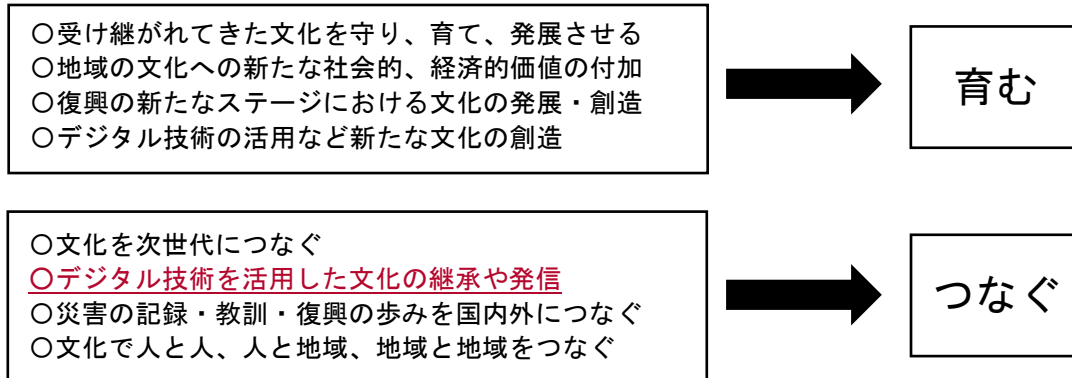 〇受け継がれてきた文化を守り、育て、発展させる
〇地域の文化への新たな社会的、経済的価値の付加
〇復興の新たなステージにおける文化の発展・創造
〇デジタル技術の活用など新たな文化の創造
育む
〇文化を次世代につなぐ
〇デジタル技術を活用した文化の継承や発信
〇災害の記録・教訓・復興の歩みを国内外につなぐ
〇文化で人と人、人と地域、地域と地域をつなぐ
つなぐ